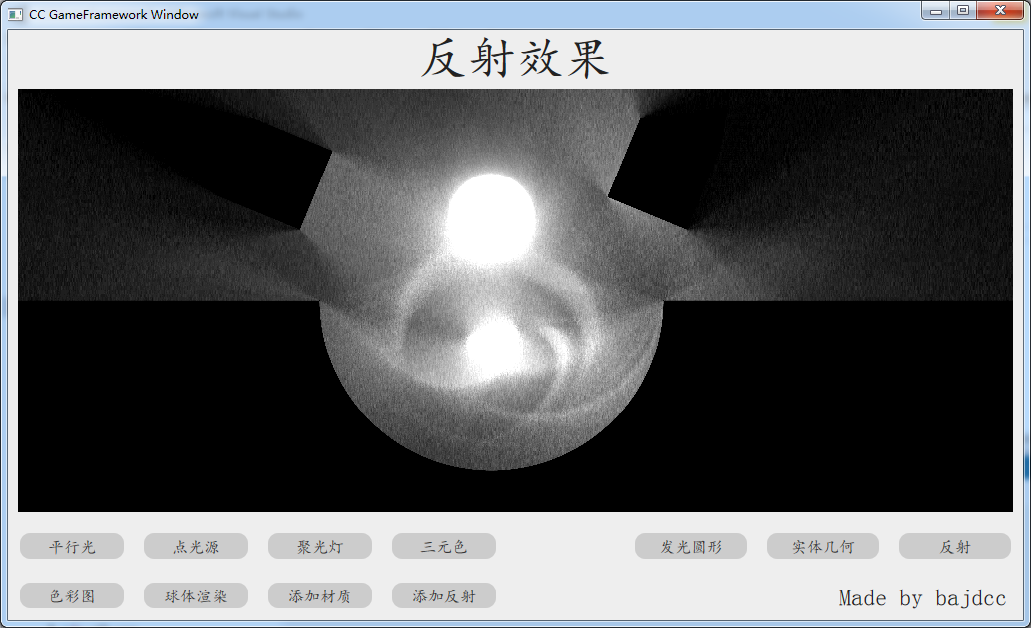 CC GameFramework Window
反射效果
平行光 点光源 聚光灯 三元色 发光圆形 实体几何 反射
色彩图 球体渲染 添加材质 添加反射
Made by bajdcc